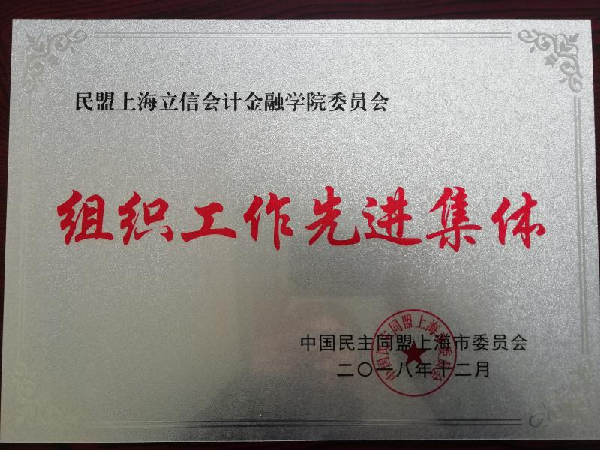 民盟上海立信会计金融学院委员会
组织工作先进集体
中国民主同盟上海市委员会
二〇一八年十二月